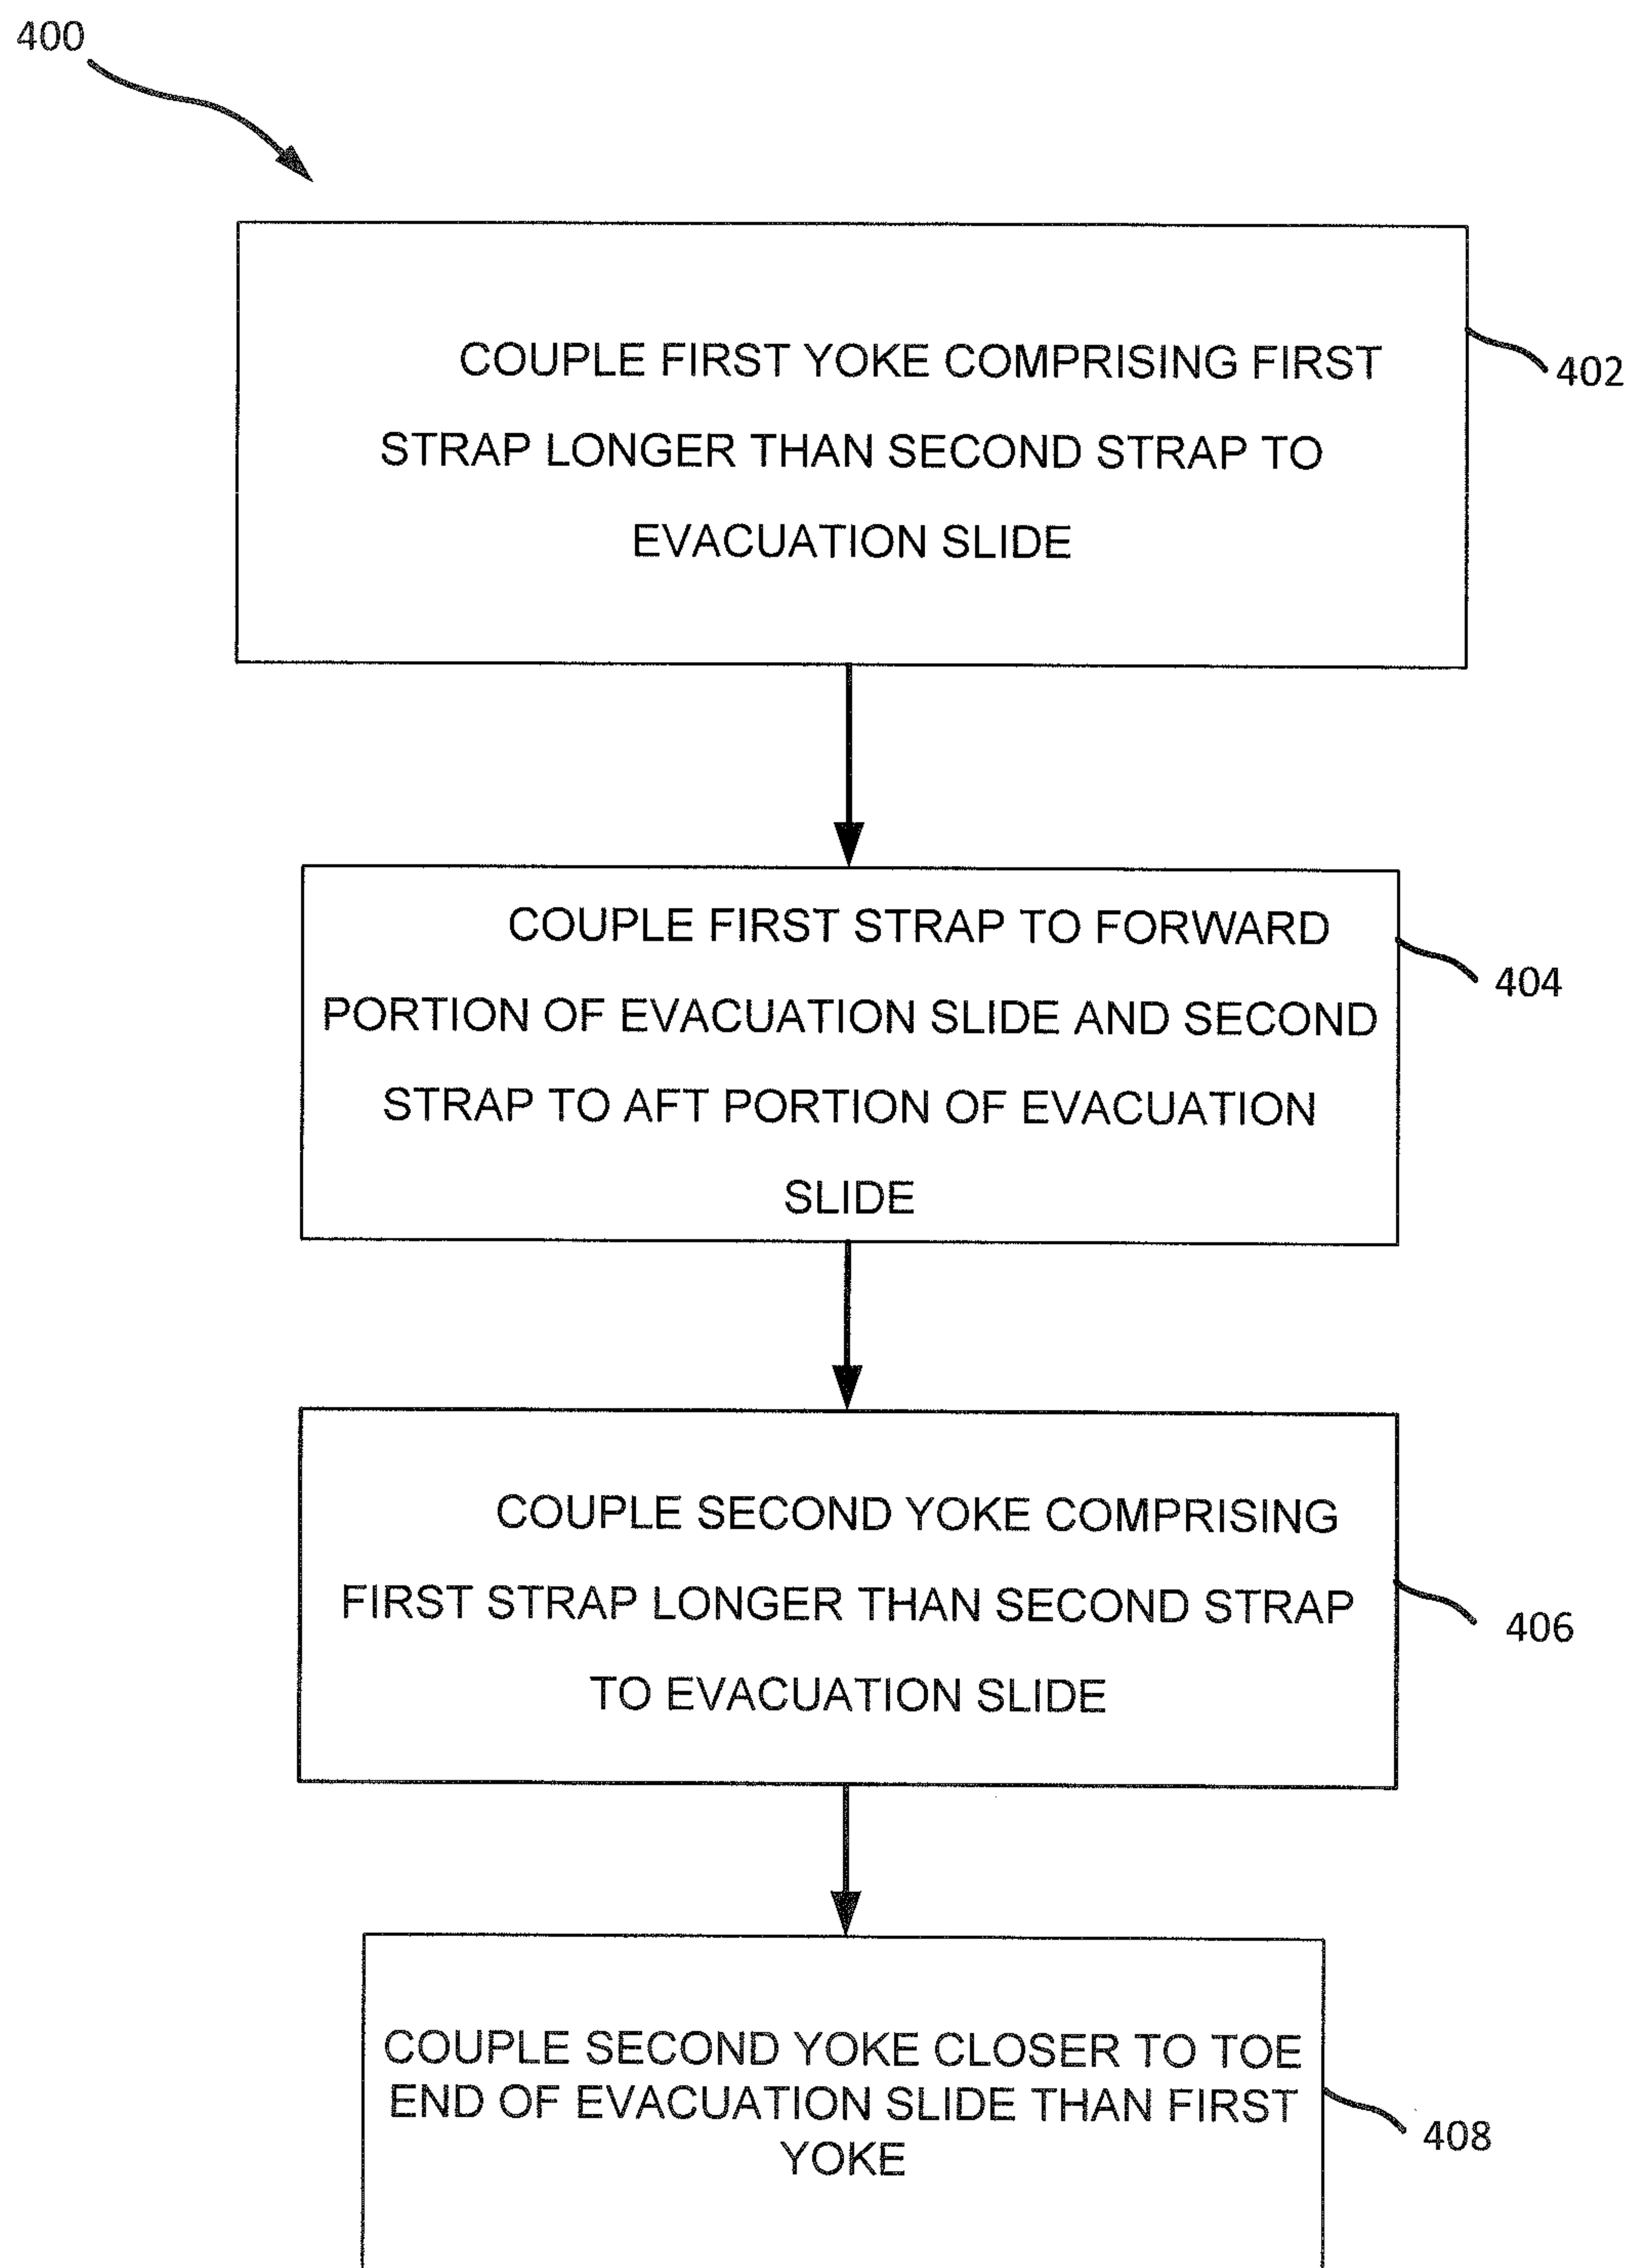 400
COUPLE FIRST YOKE COMPRISING FIRST
STRAP LONGER THAN SECOND STRAP TO
EVACUATION SLIDE
402
COUPLE FIRST STRAP TO FORWARD
PORTION OF EVACUATION SLIDE AND SECOND
STRAP TO AFT PORTION OF EVACUATION
SLIDE
404
COUPLE SECOND YOKE COMPRISING
FIRST STRAP LONGER THAN SECOND STRAP
TO EVACUATION SLIDE
406
COUPLE SECOND YOKE CLOSER TO TOE
END OF EVACUATION SLIDE THAN FIRST
YOKE
408